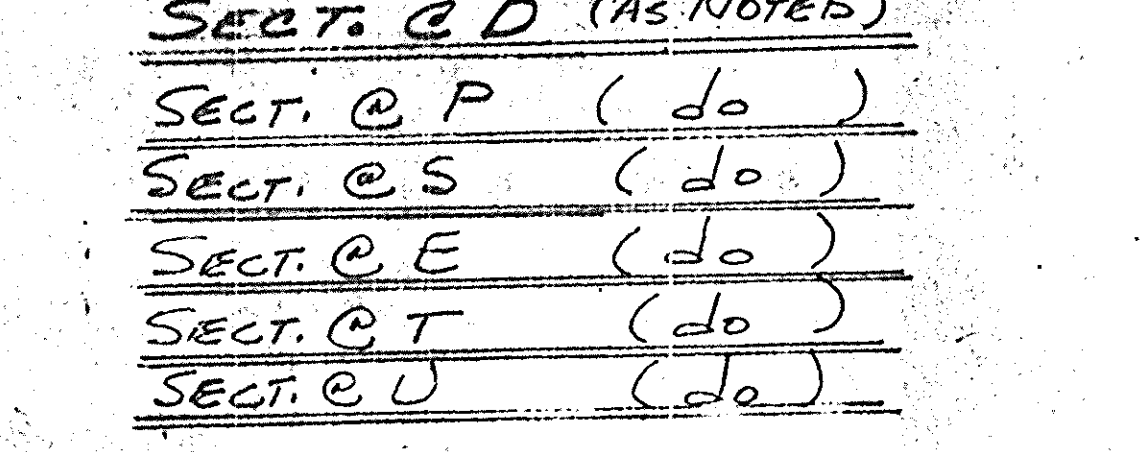 SECT. @ D (AS NOTED)
SECT. @ P (do)
SECT. @ S (do)
SECT. @ E (do)
SECT. @ T (do)
SECT. @ U (do)